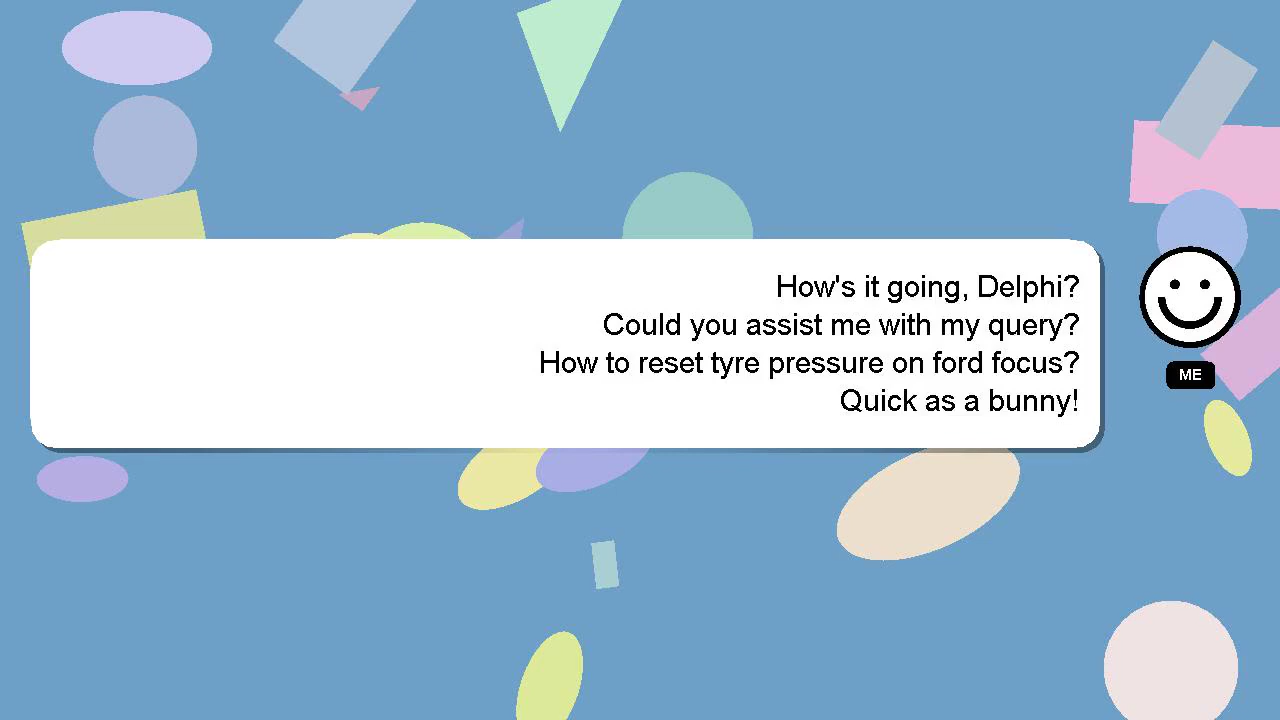 How's it going, Delphi?
Could you assist me with my query?
How to reset tyre pressure on ford focus?
Quick as a bunny!
ME